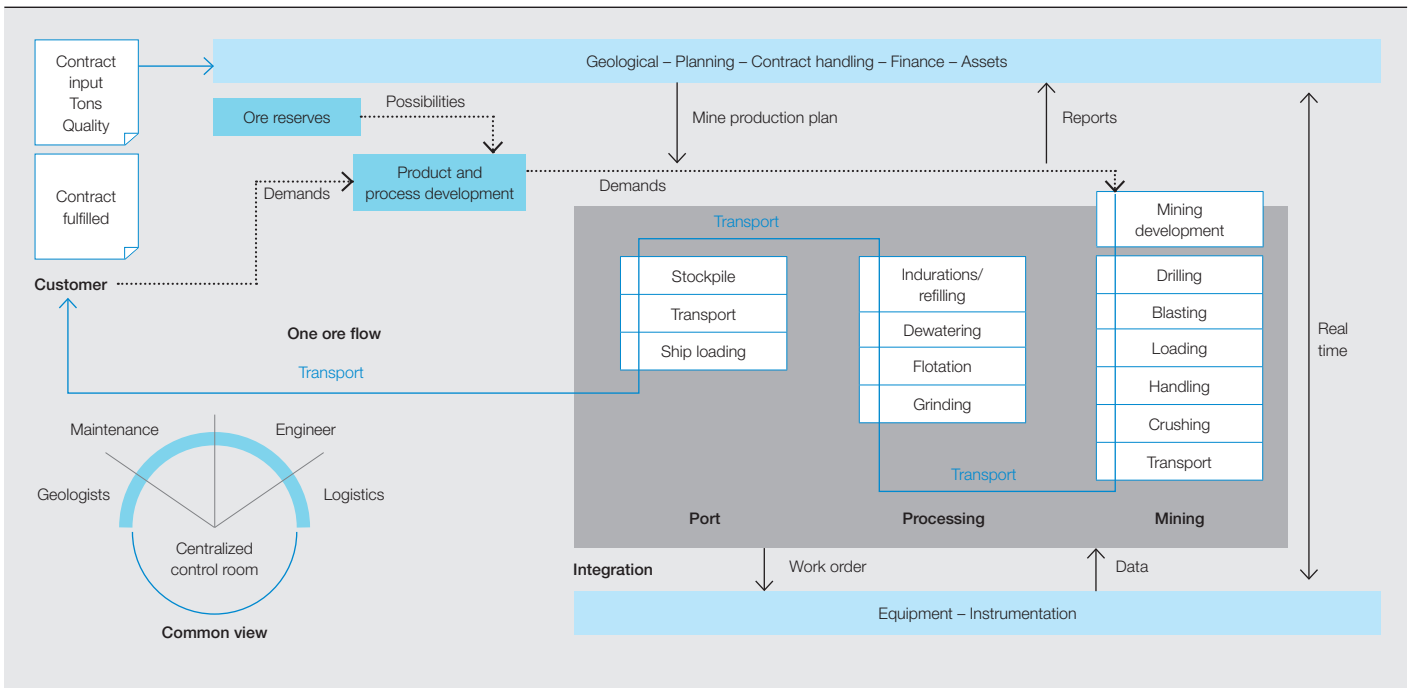 Contract
input
Tons
Quality
Geological – Planning – Contract handling – Finance – Assets
Ore reserves
Possibilities
Mine production plan
Reports
Contract
fulfilled
Demands
Product and
process development
Demands
Customer
Transport
Mining
development
Stockpile
Transport
Ship loading
Indurations/
refilling
Dewatering
Flotation
Grinding
Drilling
Blasting
Loading
Handling
Crushing
Transport
Real
time
One ore flow
Transport
Transport
Port
Processing
Mining
Maintenance
Engineer
Geologists
Logistics
Centralized
control room
Common view
Integration
Work order
Data
Equipment – Instrumentation